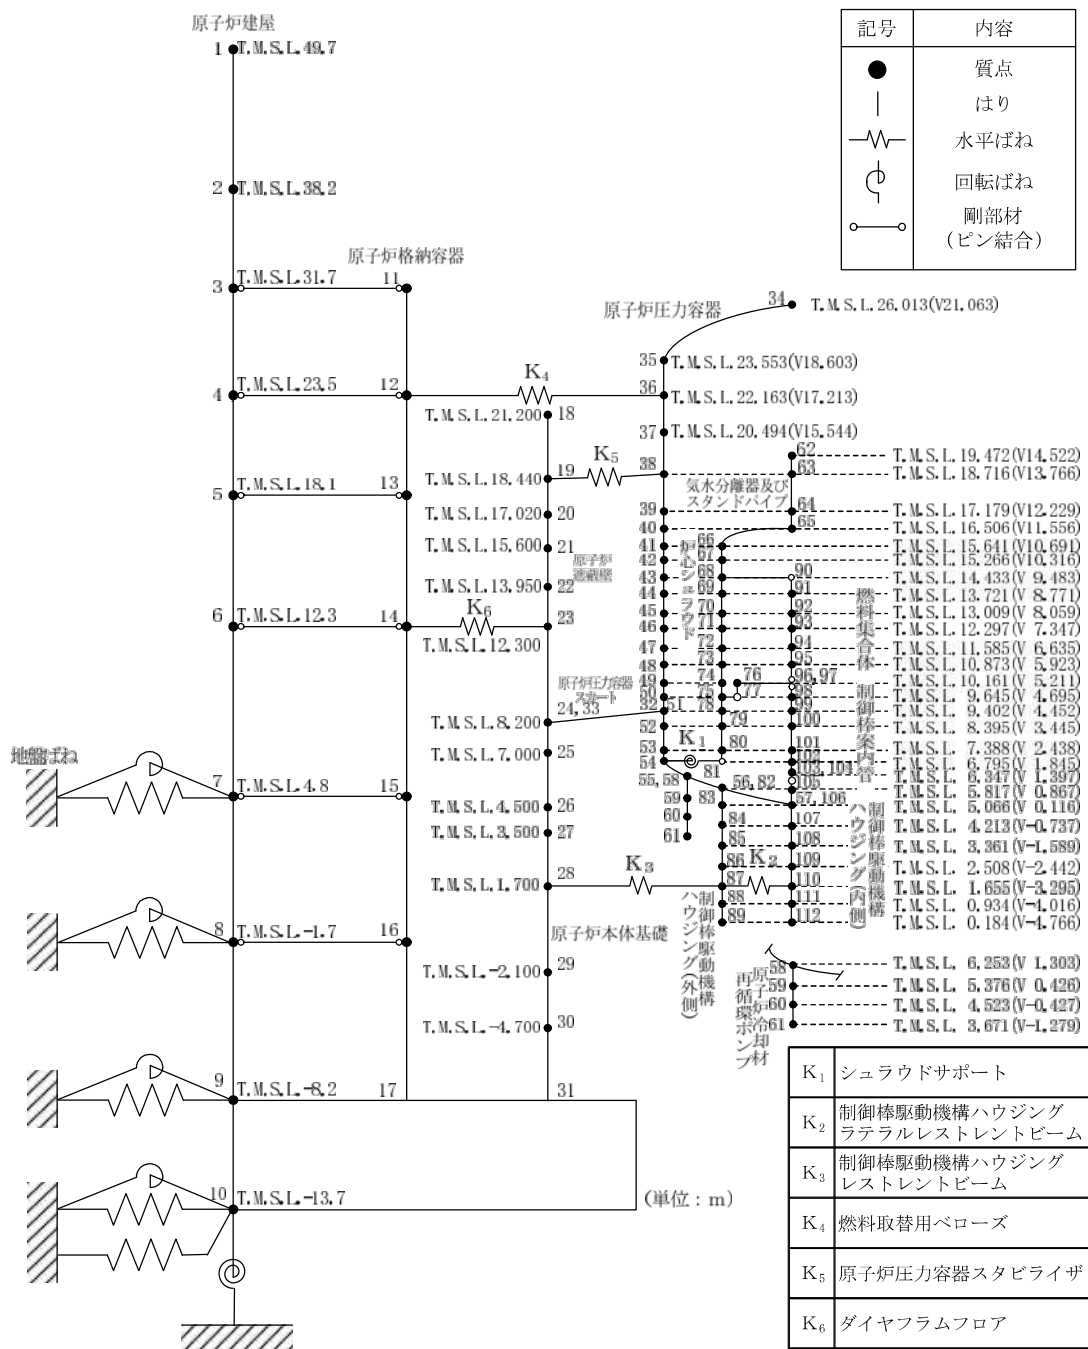 原子炉建屋
1 T.M.S.L.49.7
2 T.M.S.L.38.2
原子炉格納容器
3 T.M.S.L.31.7 11
4 T.M.S.L.23.5 12
5 T.M.S.L.18.1 13
6 T.M.S.L.12.3 14
地盤ばね
7 T.M.S.L.4.8 15
8 T.M.S.L.-1.7 16
9 T.M.S.L.-8.2 17
10 T.M.S.L.-13.7
(単位：m)
記号 内容
質点
はり
水平ばね
回転ばね
剛部材
(ピン結合)
K4
T.M.S.L.21.200 18
T.M.S.L.18.440 19
K5
T.M.S.L.17.020 20
T.M.S.L.15.600 21
原子炉
遮蔽壁
T.M.S.L.13.950 22
K6
23
T.M.S.L.12.300
原子炉圧力容器
スカート
24,33
T.M.S.L.8.200
T.M.S.L.7.000 25
T.M.S.L.4.500 26
T.M.S.L.3.500 27
T.M.S.L.1.700 28
K3
原子炉本体基礎
T.M.S.L.-2.100 29
T.M.S.L.-4.700 30
31
原子炉圧力容器
34 T.M.S.L.26.013(V21.063)
35 T.M.S.L.23.553(V18.603)
36 T.M.S.L.22.163(V17.213)
37 T.M.S.L.20.494(V15.544)
38
39
40
41
42
43
44
45
46
47
48
49
50
32 51
52
53
54
K1
55,58
59
60
61
気水分離器及び
スタンドパイプ
炉心シュラウド
62
63
64
65
66
67
68
69
70
71
72
73
74
75
76
77
78
79
80
81
56,82
83
84
85
86
87
88
89
K2
90
91
92
93
94
95
96,97
98
99
100
101
102
103,104
105
57,106
107
108
109
110
111
112
燃料集合体
制御棒案内管
制御棒駆動機構
ハウジング(内側)
制御棒駆動機構
ハウジング(外側)
T.M.S.L.19.472(V14.522)
T.M.S.L.18.716(V13.766)
T.M.S.L.17.179(V12.229)
T.M.S.L.16.506(V11.556)
T.M.S.L.15.641(V10.691)
T.M.S.L.15.266(V10.316)
T.M.S.L.14.433(V 9.483)
T.M.S.L.13.721(V 8.771)
T.M.S.L.13.009(V 8.059)
T.M.S.L.12.297(V 7.347)
T.M.S.L.11.585(V 6.635)
T.M.S.L.10.873(V 5.923)
T.M.S.L.10.161(V 5.211)
T.M.S.L. 9.645(V 4.695)
T.M.S.L. 9.402(V 4.452)
T.M.S.L. 8.395(V 3.445)
T.M.S.L. 7.388(V 2.438)
T.M.S.L. 6.795(V 1.845)
T.M.S.L. 6.347(V 1.397)
T.M.S.L. 5.817(V 0.867)
T.M.S.L. 5.066(V 0.116)
T.M.S.L. 4.213(V-0.737)
T.M.S.L. 3.361(V-1.589)
T.M.S.L. 2.508(V-2.442)
T.M.S.L. 1.655(V-3.295)
T.M.S.L. 0.934(V-4.016)
T.M.S.L. 0.184(V-4.766)
原子炉冷却材
再循環ポンプ
58 T.M.S.L. 6.253(V 1.303)
59 T.M.S.L. 5.376(V 0.426)
60 T.M.S.L. 4.523(V-0.427)
61 T.M.S.L. 3.671(V-1.279)
K1 シュラウドサポート
K2 制御棒駆動機構ハウジング
ラテラルレストレントビーム
K3 制御棒駆動機構ハウジング
レストレントビーム
K4 燃料取替用ベローズ
K5 原子炉圧力容器スタビライザ
K6 ダイヤフラムフロア